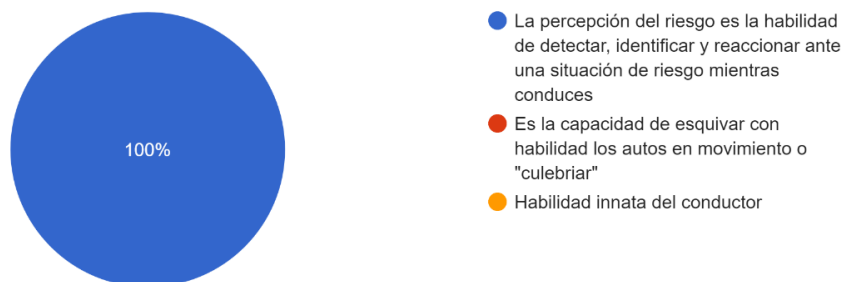 100%
La percepción del riesgo es la habilidad
de detectar, identificar y reaccionar ante
una situación de riesgo mientras
conduces
Es la capacidad de esquivar con
habilidad los autos en movimiento o
"culebriar"
Habilidad innata del conductor